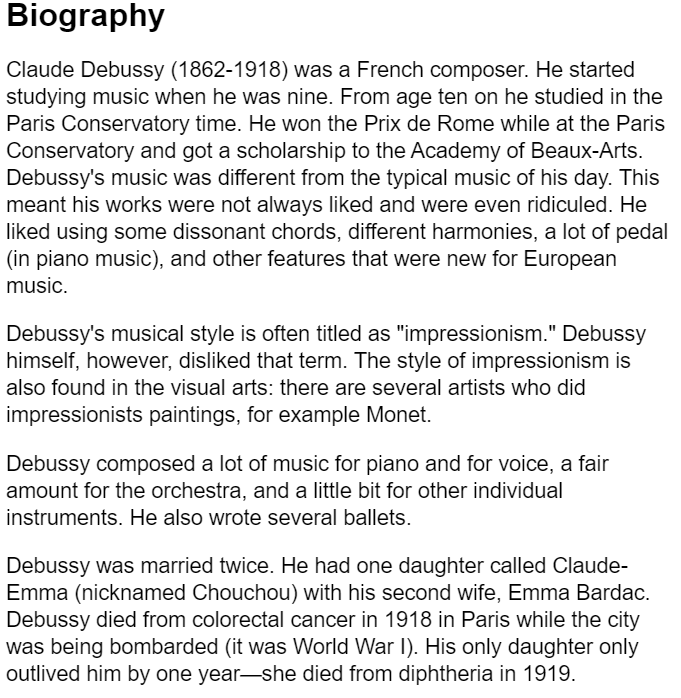 Biography
Claude Debussy (1862-1918) was a French composer. He started
studying music when he was nine. From age ten on he studied in the
Paris Conservatory time. He won the Prix de Rome while at the Paris
Conservatory and got a scholarship to the Academy of Beaux-Arts.
Debussy's music was different from the typical music of his day. This
meant his works were not always liked and were even ridiculed. He
liked using some dissonant chords, different harmonies, a lot of pedal
(in piano music), and other features that were new for European
music.
Debussy's musical style is often titled as "impressionism." Debussy
himself, however, disliked that term. The style of impressionism is
also found in the visual arts: there are several artists who did
impressionists paintings, for example Monet.
Debussy composed a lot of music for piano and for voice, a fair
amount for the orchestra, and a little bit for other individual
instruments. He also wrote several ballets.
Debussy was married twice. He had one daughter called Claude-
Emma (nicknamed Chouchou) with his second wife, Emma Bardac.
Debussy died from colorectal cancer in 1918 in Paris while the city
was being bombarded (it was World War I). His only daughter only
outlived him by one year—she died from diphtheria in 1919.